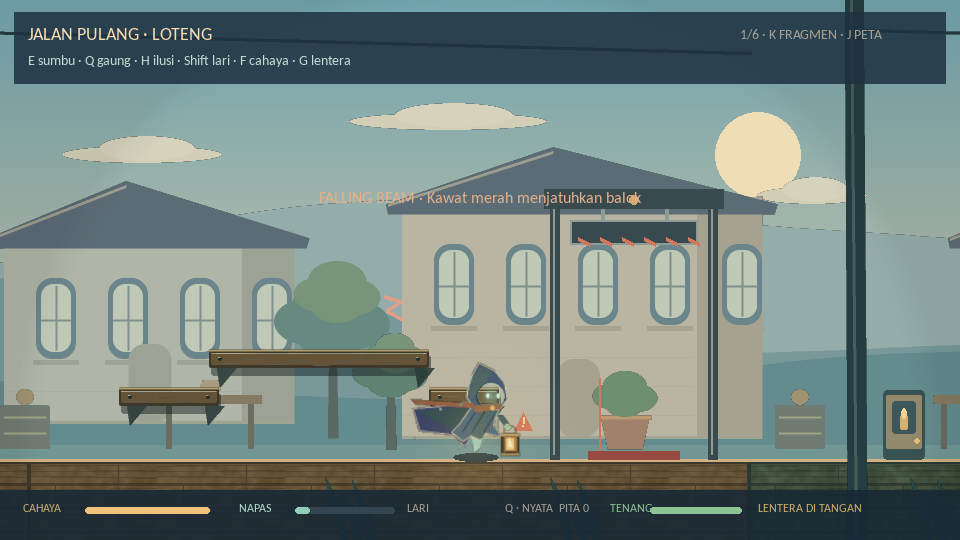 JALAN PULANG · LOTENG
1/6 · K FRAGMEN · J PETA
E sumbu · Q gaung · H ilusi · Shift lari · F cahaya · G lentera
FALLING BEAM · Kawat merah menjatuhkan balok
!
CAHAYA NAPAS LARI Q · NYATA PITA 0 TENANG LENTERA DI TANGAN